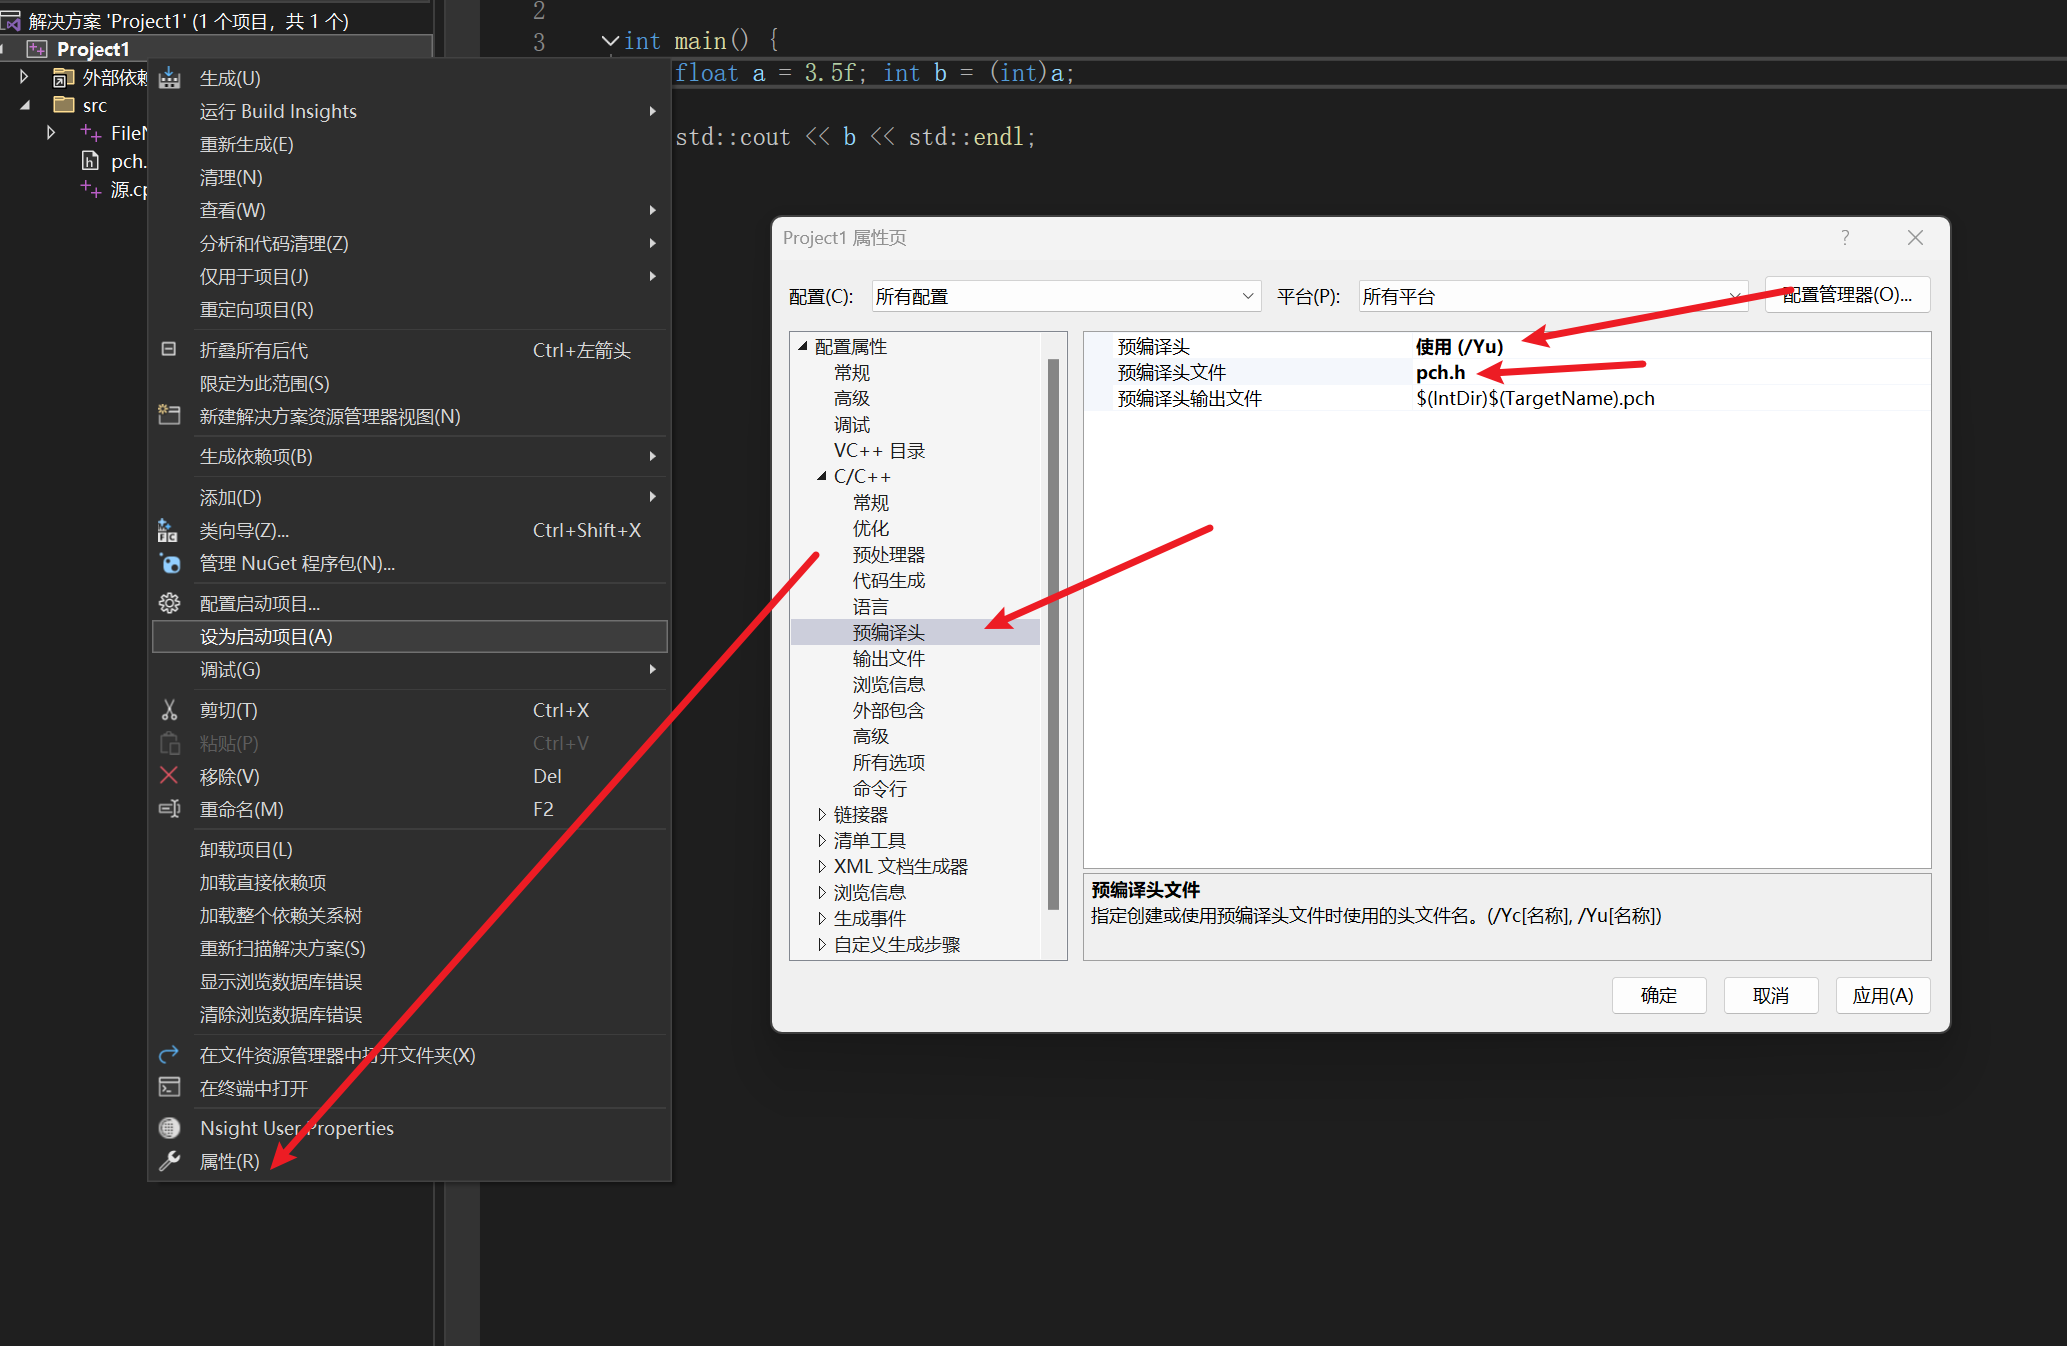 解决方案 'Project1' (1 个项目，共 1 个)
Project1
外部依赖
src
FileN
pch.
源.cp
2
3
int main() {
float a = 3.5f; int b = (int)a;
std::cout << b << std::endl;
生成(U)
运行 Build Insights
重新生成(E)
清理(N)
查看(W)
分析和代码清理(Z)
仅用于项目(J)
重定向项目(R)
折叠所有后代 Ctrl+左箭头
限定为此范围(S)
新建解决方案资源管理器视图(N)
生成依赖项(B)
添加(D)
类向导(Z)... Ctrl+Shift+X
管理 NuGet 程序包(N)...
配置启动项目...
设为启动项目(A)
调试(G)
剪切(T) Ctrl+X
粘贴(P) Ctrl+V
移除(V) Del
重命名(M) F2
卸载项目(L)
加载直接依赖项
加载整个依赖关系树
重新扫描解决方案(S)
显示浏览数据库错误
清除浏览数据库错误
在文件资源管理器中打开文件夹(X)
在终端中打开
Nsight User Properties
属性(R)
Project1 属性页
配置(C): 所有配置 平台(P): 所有平台 配置管理器(O)...
配置属性
常规
高级
调试
VC++ 目录
C/C++
常规
优化
预处理器
代码生成
语言
预编译头
输出文件
浏览信息
外部包含
高级
所有选项
命令行
链接器
清单工具
XML 文档生成器
浏览信息
生成事件
自定义生成步骤
预编译头 使用 (/Yu)
预编译头文件 pch.h
预编译头输出文件 $(IntDir)$(TargetName).pch
预编译头文件
指定创建或使用预编译头文件时使用的头文件名。(/Yc[名称], /Yu[名称])
确定 取消 应用(A)